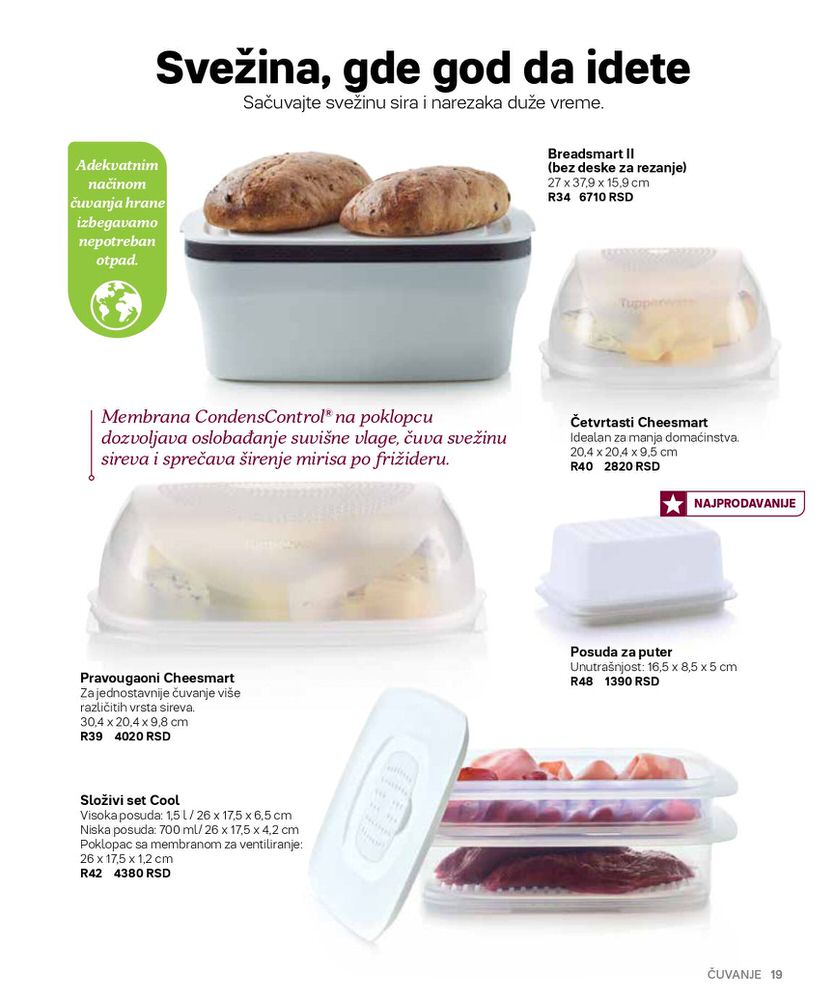 Svežina, gde god da idete
Sačuvajte svežinu sira i narezaka duže vreme.
Adekvatnim
načinom
čuvanja hrane
izbegavamo
nepotreban
otpad.
Breadsmart II
(bez deske za rezanje)
27 x 37,9 x 15,9 cm
R34 6710 RSD
Tupperware
Membrana CondensControl® na poklopcu
dozvoljava oslobađanje suvišne vlage, čuva svežinu
sireva i sprečava širenje mirisa po frižideru.
Četvrtasti Cheesmart
Idealan za manja domaćinstva.
20,4 x 20,4 x 9,5 cm
R40 2820 RSD
NAJPRODAVANIJE
Posuda za puter
Unutrašnjost: 16,5 x 8,5 x 5 cm
R48 1390 RSD
Pravougaoni Cheesmart
Za jednostavnije čuvanje više
različitih vrsta sireva.
30,4 x 20,4 x 9,8 cm
R39 4020 RSD
Složivi set Cool
Visoka posuda: 1,5 l / 26 x 17,5 x 6,5 cm
Niska posuda: 700 ml/ 26 x 17,5 x 4,2 cm
Poklopac sa membranom za ventiliranje:
26 x 17,5 x 1,2 cm
R42 4380 RSD
ČUVANJE 19